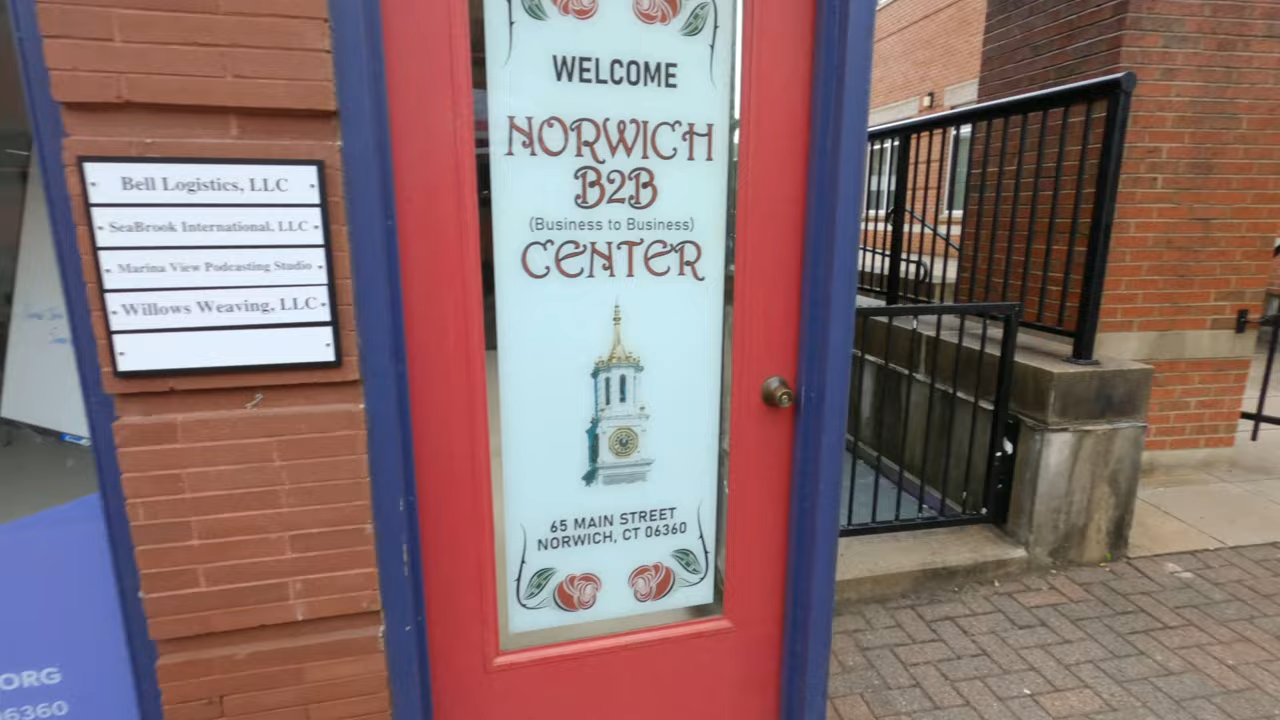 Bell Logistics, LLC
SeaBrook International, LLC
Marina View Podcasting Studio
Willows Weaving, LLC
WELCOME
NORWICH
B2B
(Business to Business)
CENTER
65 MAIN STREET
NORWICH, CT 06360
ORG
06360